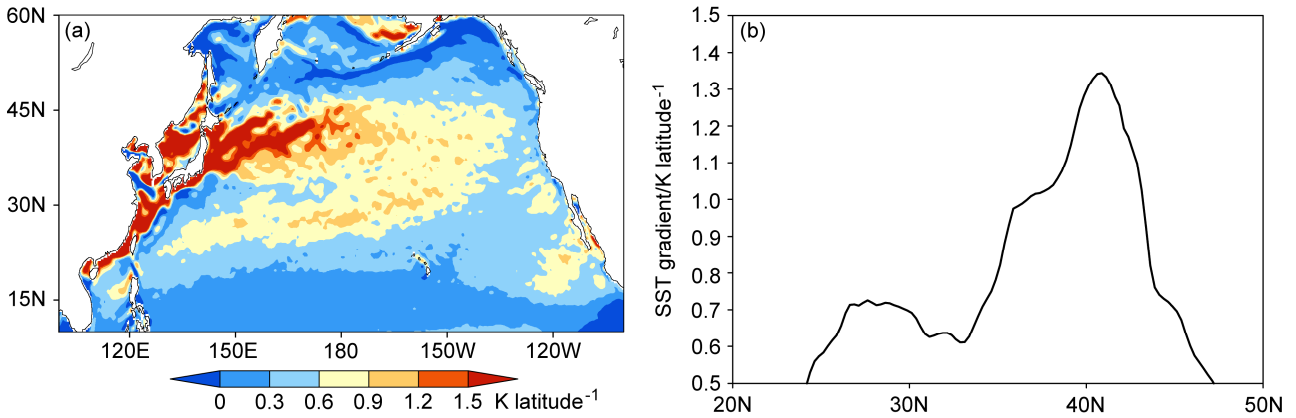 (a)
60N
45N
30N
15N
120E 150E 180 150W 120W
0 0.3 0.6 0.9 1.2 1.5 K latitude⁻¹
(b)
SST gradient/K latitude⁻¹
1.5
1.4
1.3
1.2
1.1
1.0
0.9
0.8
0.7
0.6
0.5
20N 30N 40N 50N